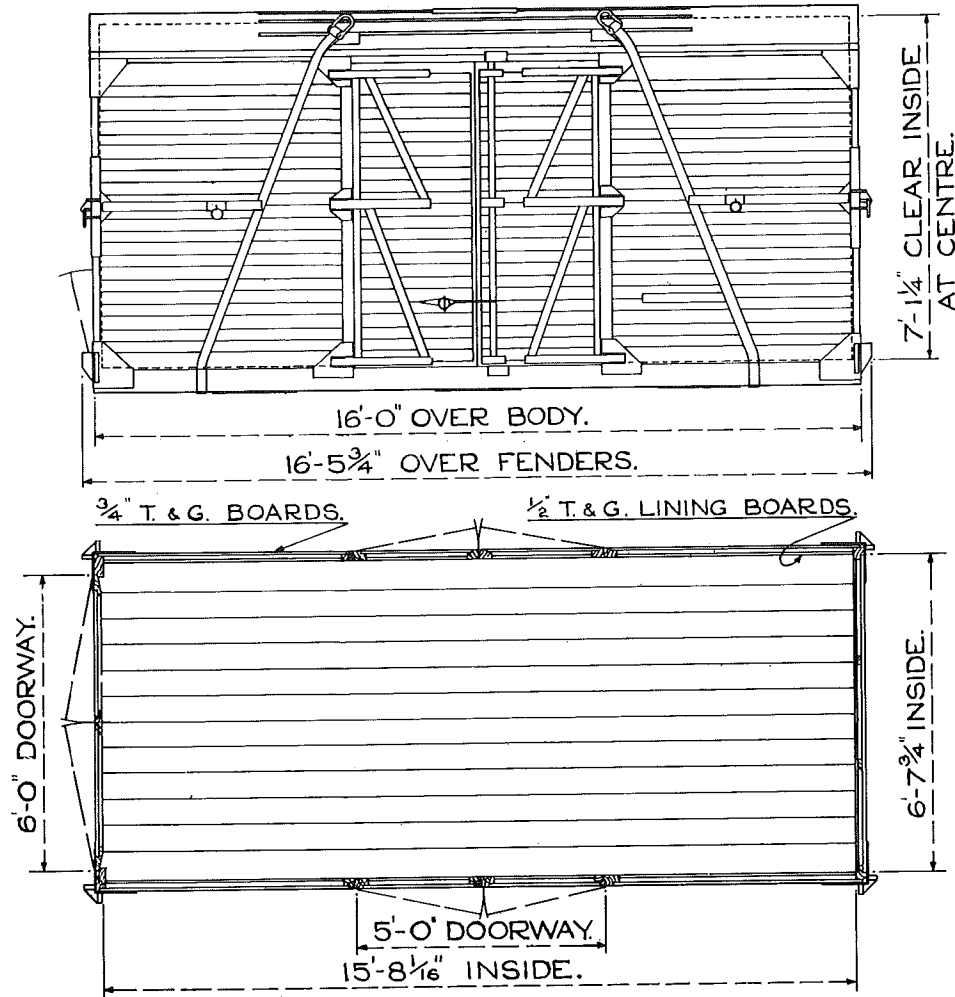 7'-1¼" CLEAR INSIDE
AT CENTRE.
16'-0" OVER BODY.
16'-5¾" OVER FENDERS.
¾" T. & G. BOARDS.
½" T. & G. LINING BOARDS.
6'-0" DOORWAY.
6'-7¾" INSIDE.
5'-0" DOORWAY.
15'-8 1/16" INSIDE.